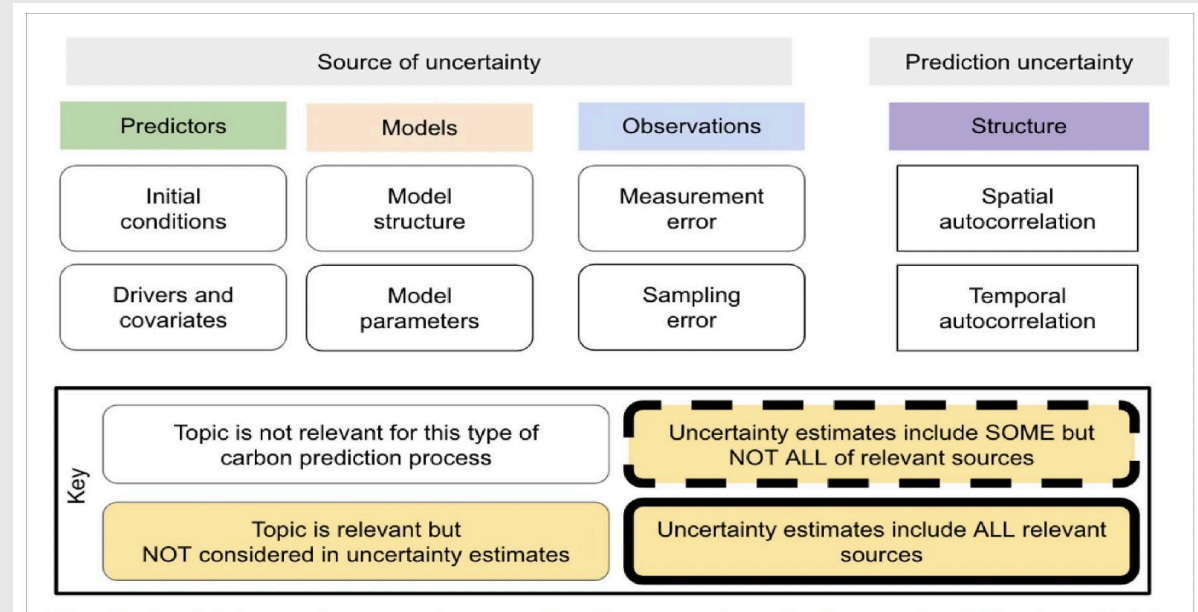 Source of uncertainty
Prediction uncertainty
Predictors
Models
Observations
Structure
Initial
conditions
Model
structure
Measurement
error
Spatial
autocorrelation
Drivers and
covariates
Model
parameters
Sampling
error
Temporal
autocorrelation
Key
Topic is not relevant for this type of
carbon prediction process
Uncertainty estimates include SOME but
NOT ALL of relevant sources
Topic is relevant but
NOT considered in uncertainty estimates
Uncertainty estimates include ALL relevant
sources